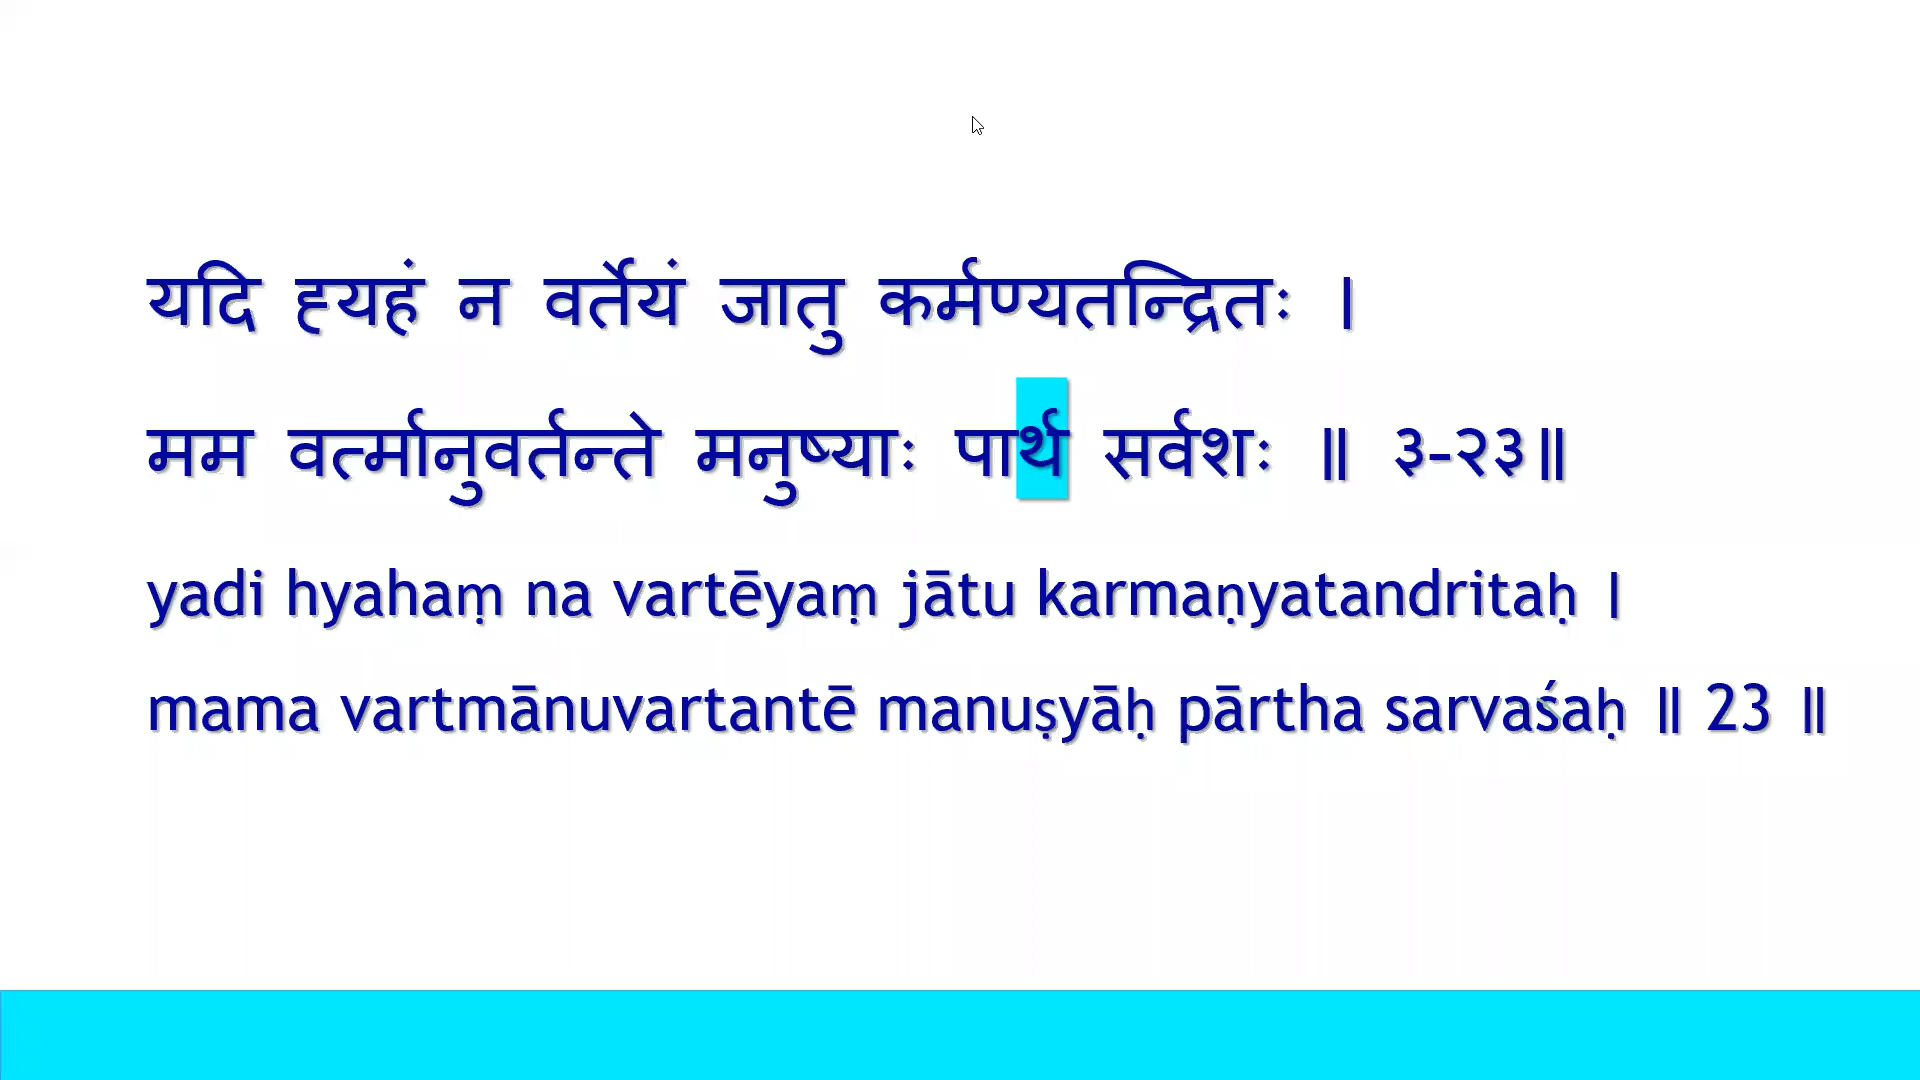 यदि ह्यहं न वर्तेयं जातु कर्मण्यतन्द्रितः ।
मम वर्त्मानुवर्तन्ते मनुष्याः पार्थ सर्वशः ॥ ३-२३॥
yadi hyahaṃ na vartēyaṃ jātu karmaṇyatandritaḥ ।
mama vartmānuvartantē manuṣyāḥ pārtha sarvaśaḥ ॥ 23 ॥